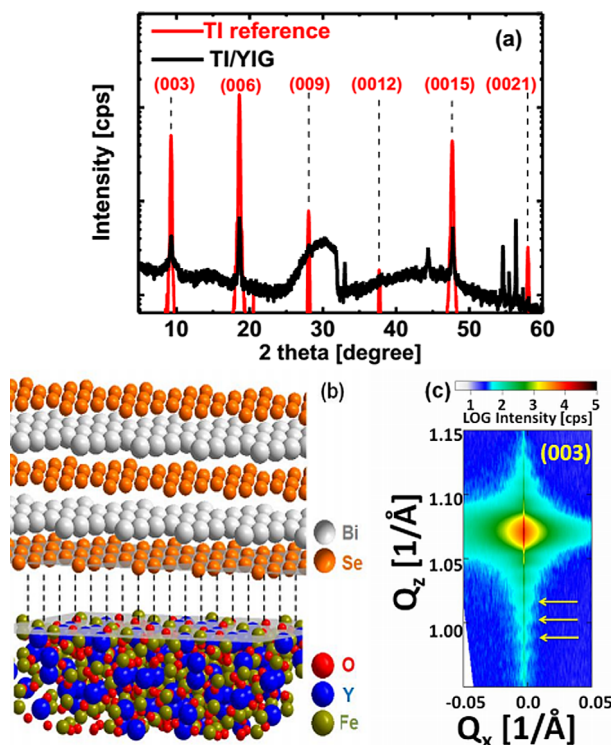 TI reference
TI/YIG
(a)
(003) (006) (009) (0012) (0015) (0021)
Intensity [cps]
10 20 30 40 50 60
2 theta [degree]
(b)
Bi
Se
O
Y
Fe
(c)
0 1 2 3 4 5
LOG Intensity [cps]
(003)
1.15
1.10
1.05
1.00
Qz [1/Å]
-0.05 0.0 0.05
Qx [1/Å]